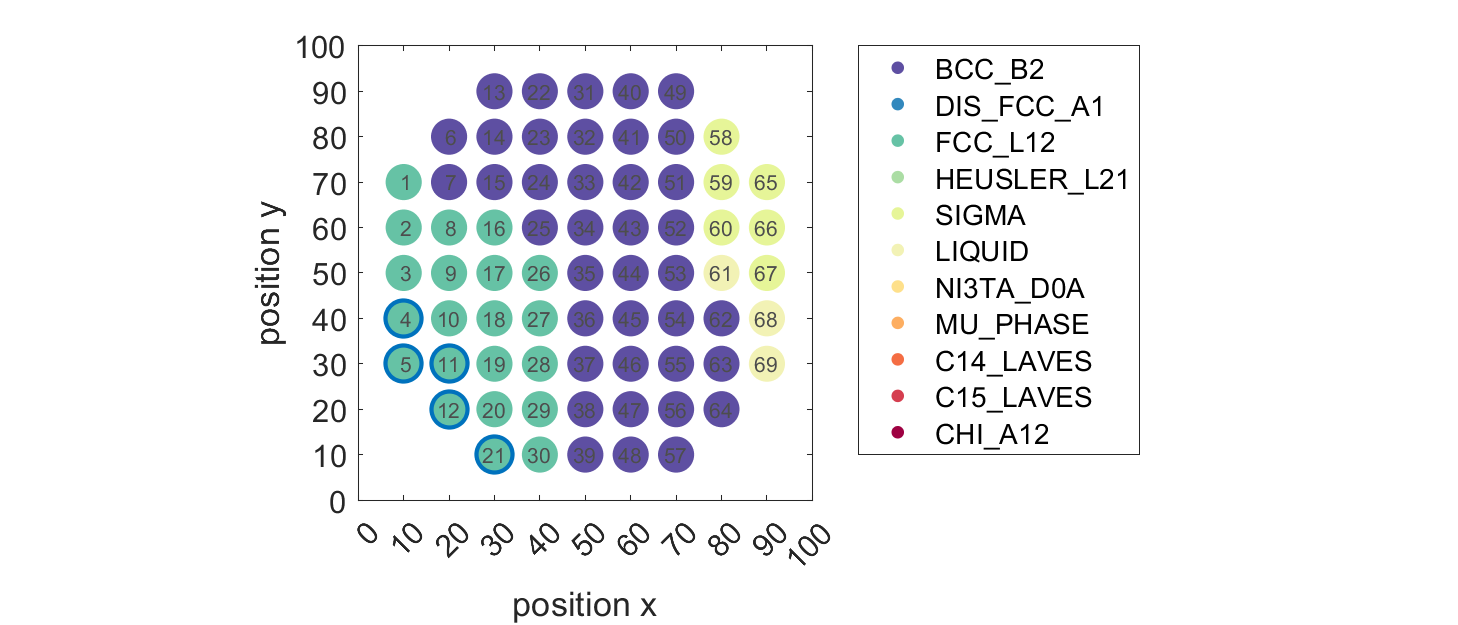 100
90 13 22 31 40 49
80 6 14 23 32 41 50 58
70 1 7 15 24 33 42 51 59 65
60 2 8 16 25 34 43 52 60 66
50 3 9 17 26 35 44 53 61 67
40 4 10 18 27 36 45 54 62 68
30 5 11 19 28 37 46 55 63 69
20 12 20 29 38 47 56 64
10 21 30 39 48 57
0
0 10 20 30 40 50 60 70 80 90 100
position x
position y
BCC_B2
DIS_FCC_A1
FCC_L12
HEUSLER_L21
SIGMA
LIQUID
NI3TA_D0A
MU_PHASE
C14_LAVES
C15_LAVES
CHI_A12